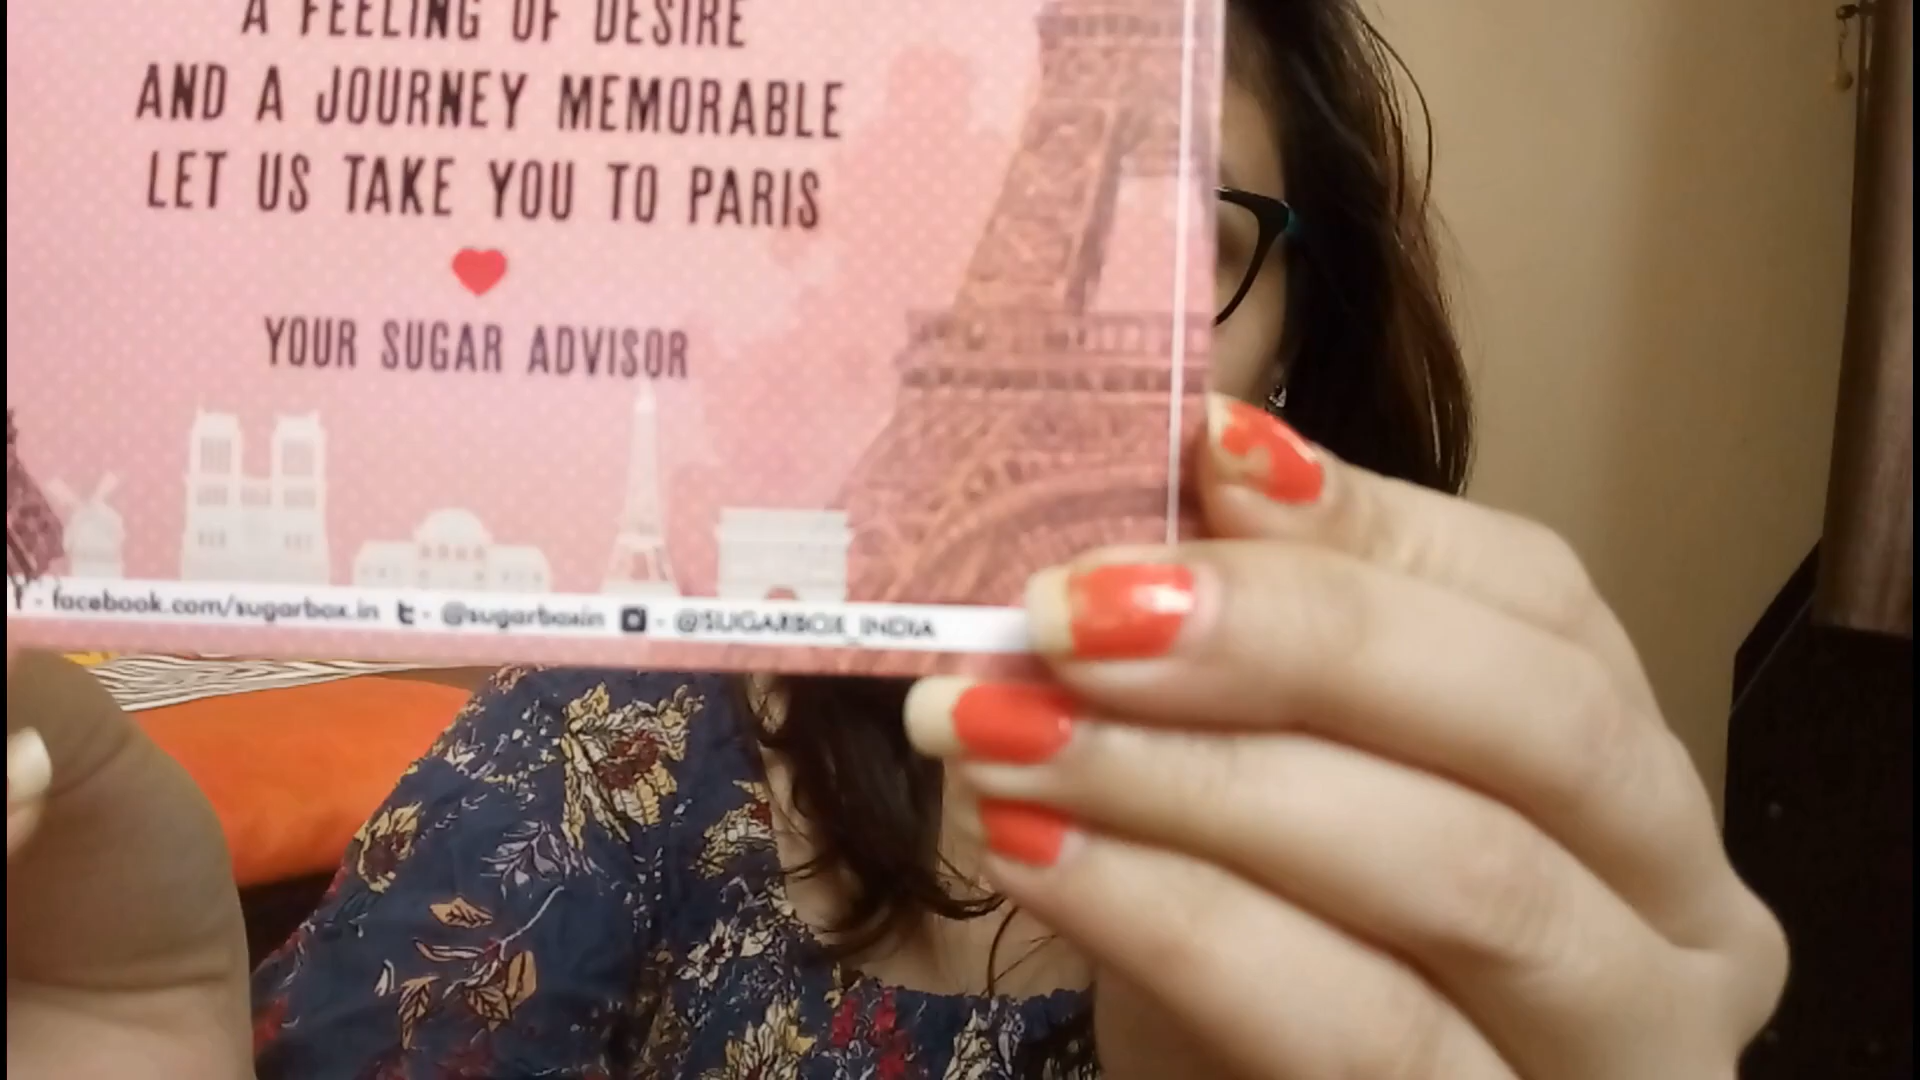 A FEELING OF DESIRE
AND A JOURNEY MEMORABLE
LET US TAKE YOU TO PARIS
YOUR SUGAR ADVISOR
f - facebook.com/sugarbox.in t - @sugarboxin - @SUGARBOX_INDIA